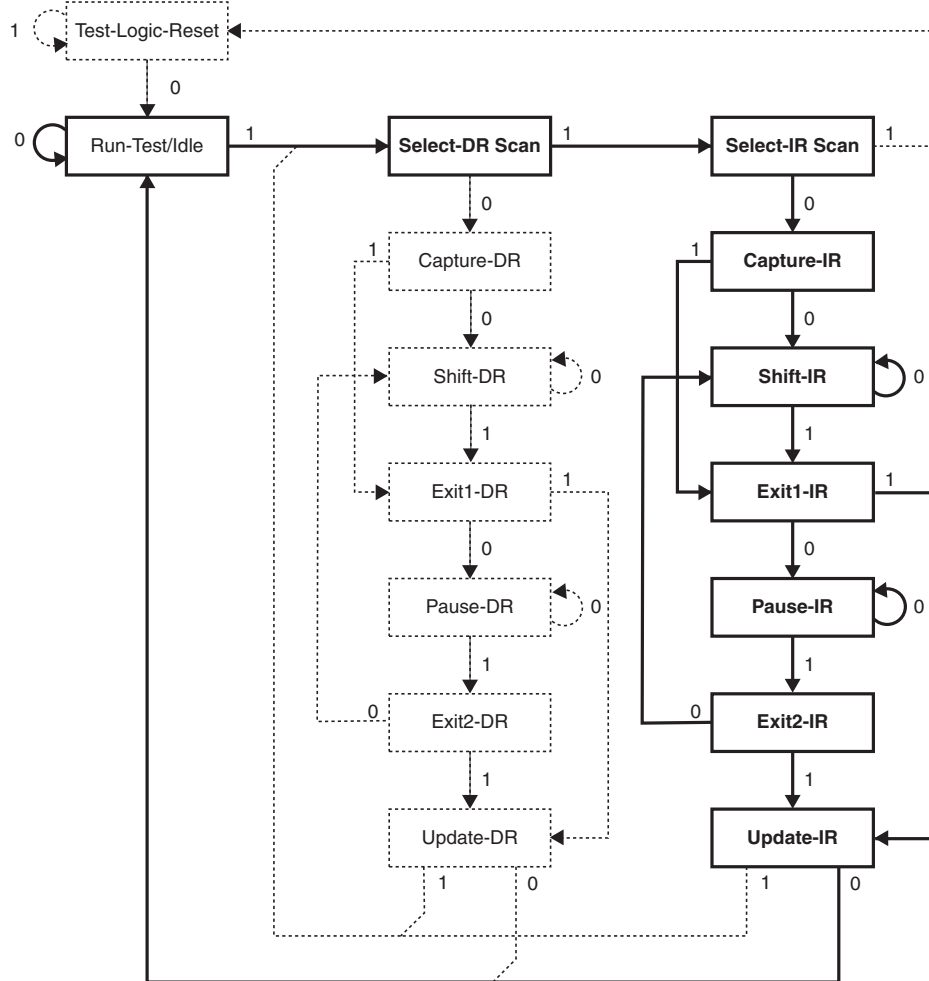 1
Test-Logic-Reset
0
0
Run-Test/Idle
1
Select-DR Scan
1
Select-IR Scan
1
0
0
1
Capture-DR
1
Capture-IR
0
0
Shift-DR
0
Shift-IR
0
1
1
Exit1-DR
1
Exit1-IR
1
0
0
Pause-DR
0
Pause-IR
0
1
1
0
Exit2-DR
0
Exit2-IR
1
1
Update-DR
Update-IR
1
0
1
0